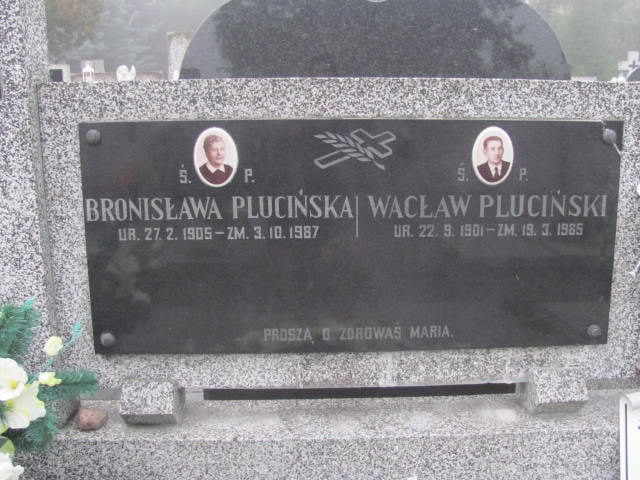 Ś. P.
BRONISŁAWA PLUCIŃSKA
UR. 27. 2. 1905 – ZM. 3. 10. 1987
Ś. P.
WACŁAW PLUCIŃSKI
UR. 22. 9. 1901 – ZM. 19. 3. 1985
PROSZĄ O ZDROWAŚ MARIA.